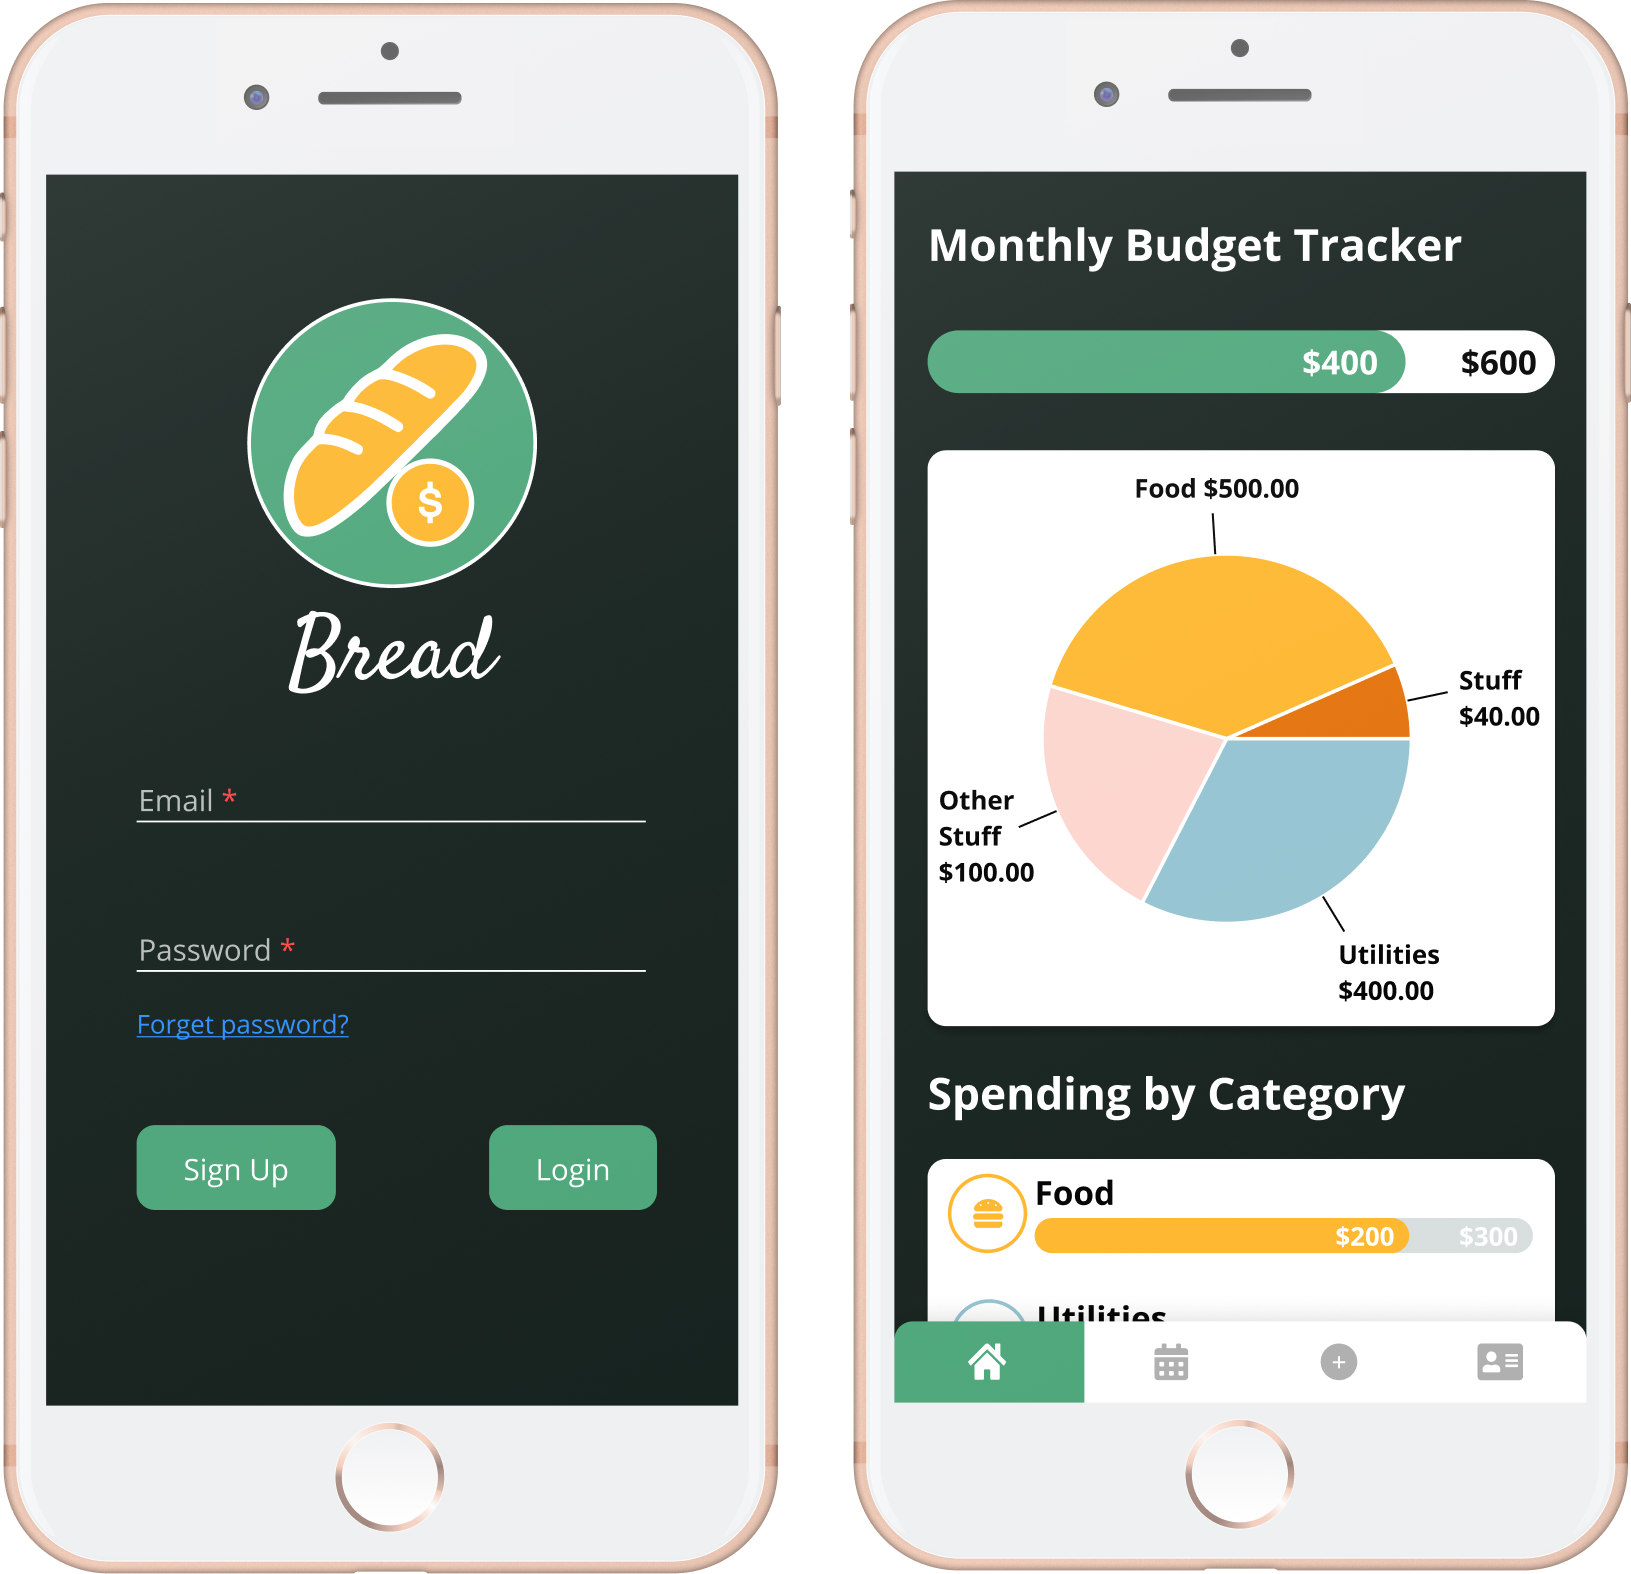 $
Bread
Email *
Password *
Forget password?
Sign Up
Login
Monthly Budget Tracker
$400
$600
Food $500.00
Stuff
$40.00
Other
Stuff
$100.00
Utilities
$400.00
Spending by Category
Food
$200
$300
Utilities